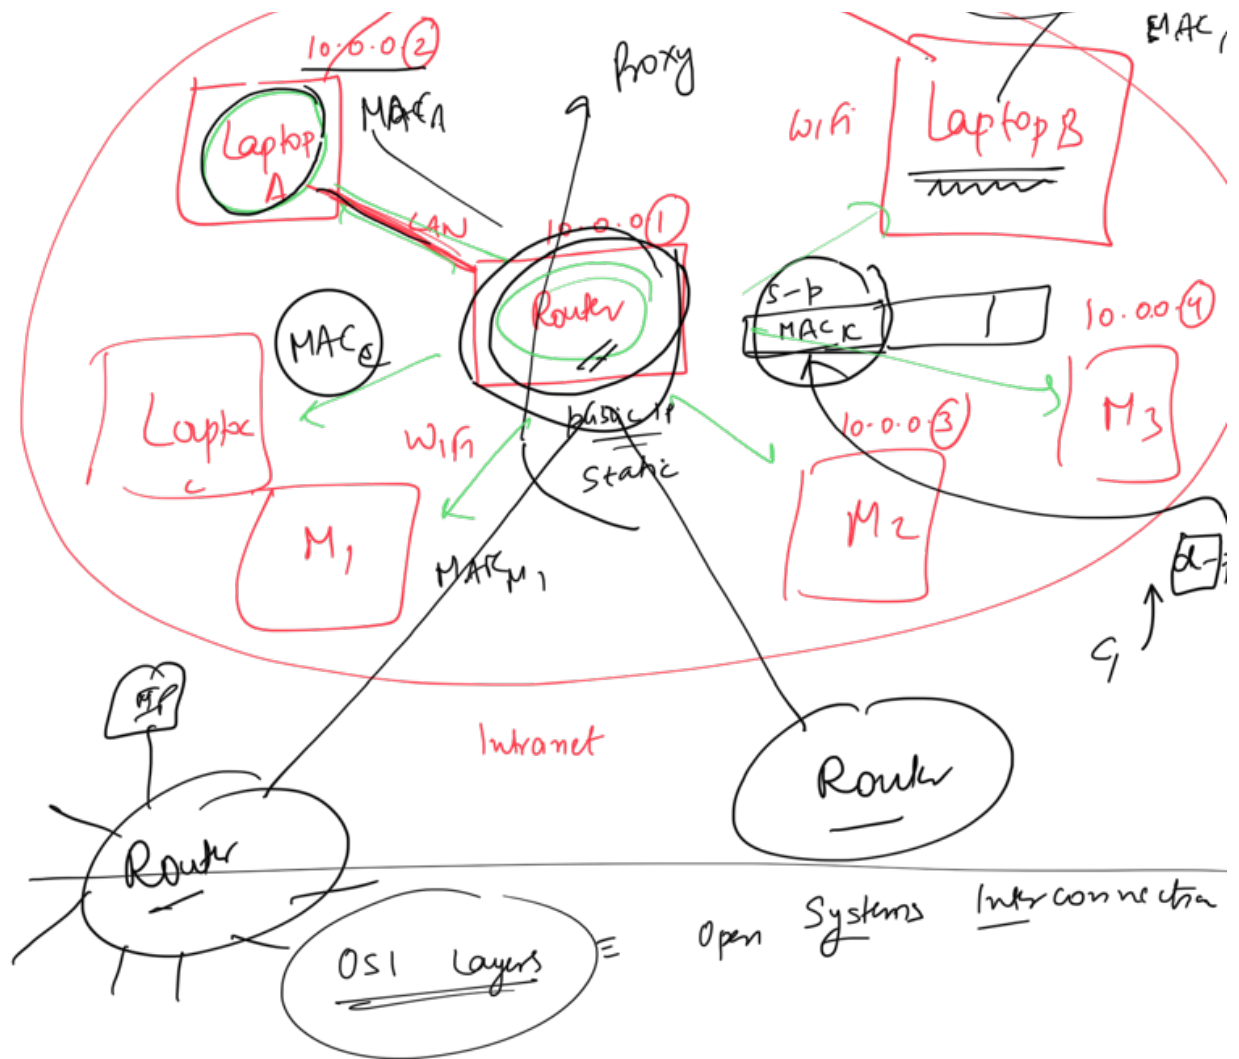 10.0.0.2
MAC A
Proxy
MAC
WiFi
Laptop B
Laptop
A
LAN
10.0.0.1
Router
S-P
MAC R
10.0.0.4
MAC C
Laptoc
C
WiFi
public IP
Static
10.0.0.3
M3
M1
M2
MAC M1
d-
G
Intranet
Router
Router
OSI Layers
≡ Open Systems Interconnection